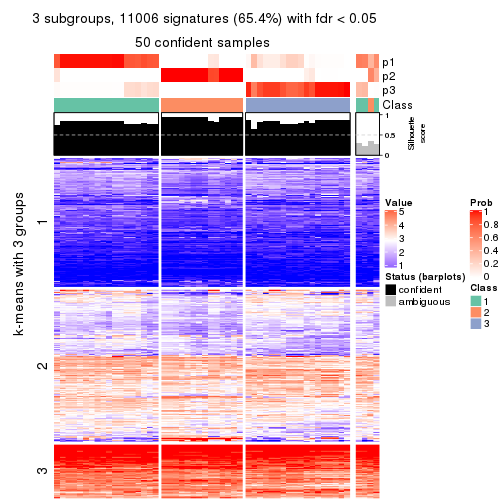 3 subgroups, 11006 signatures (65.4%) with fdr < 0.05
50 confident samples
p1
p2
p3
Class
1
0.5
0
Silhouette
score
k-means with 3 groups
1
2
3
Value
5
4
3
2
1
Status (barplots)
confident
ambiguous
Prob
1
0.8
0.6
0.4
0.2
0
Class
1
2
3